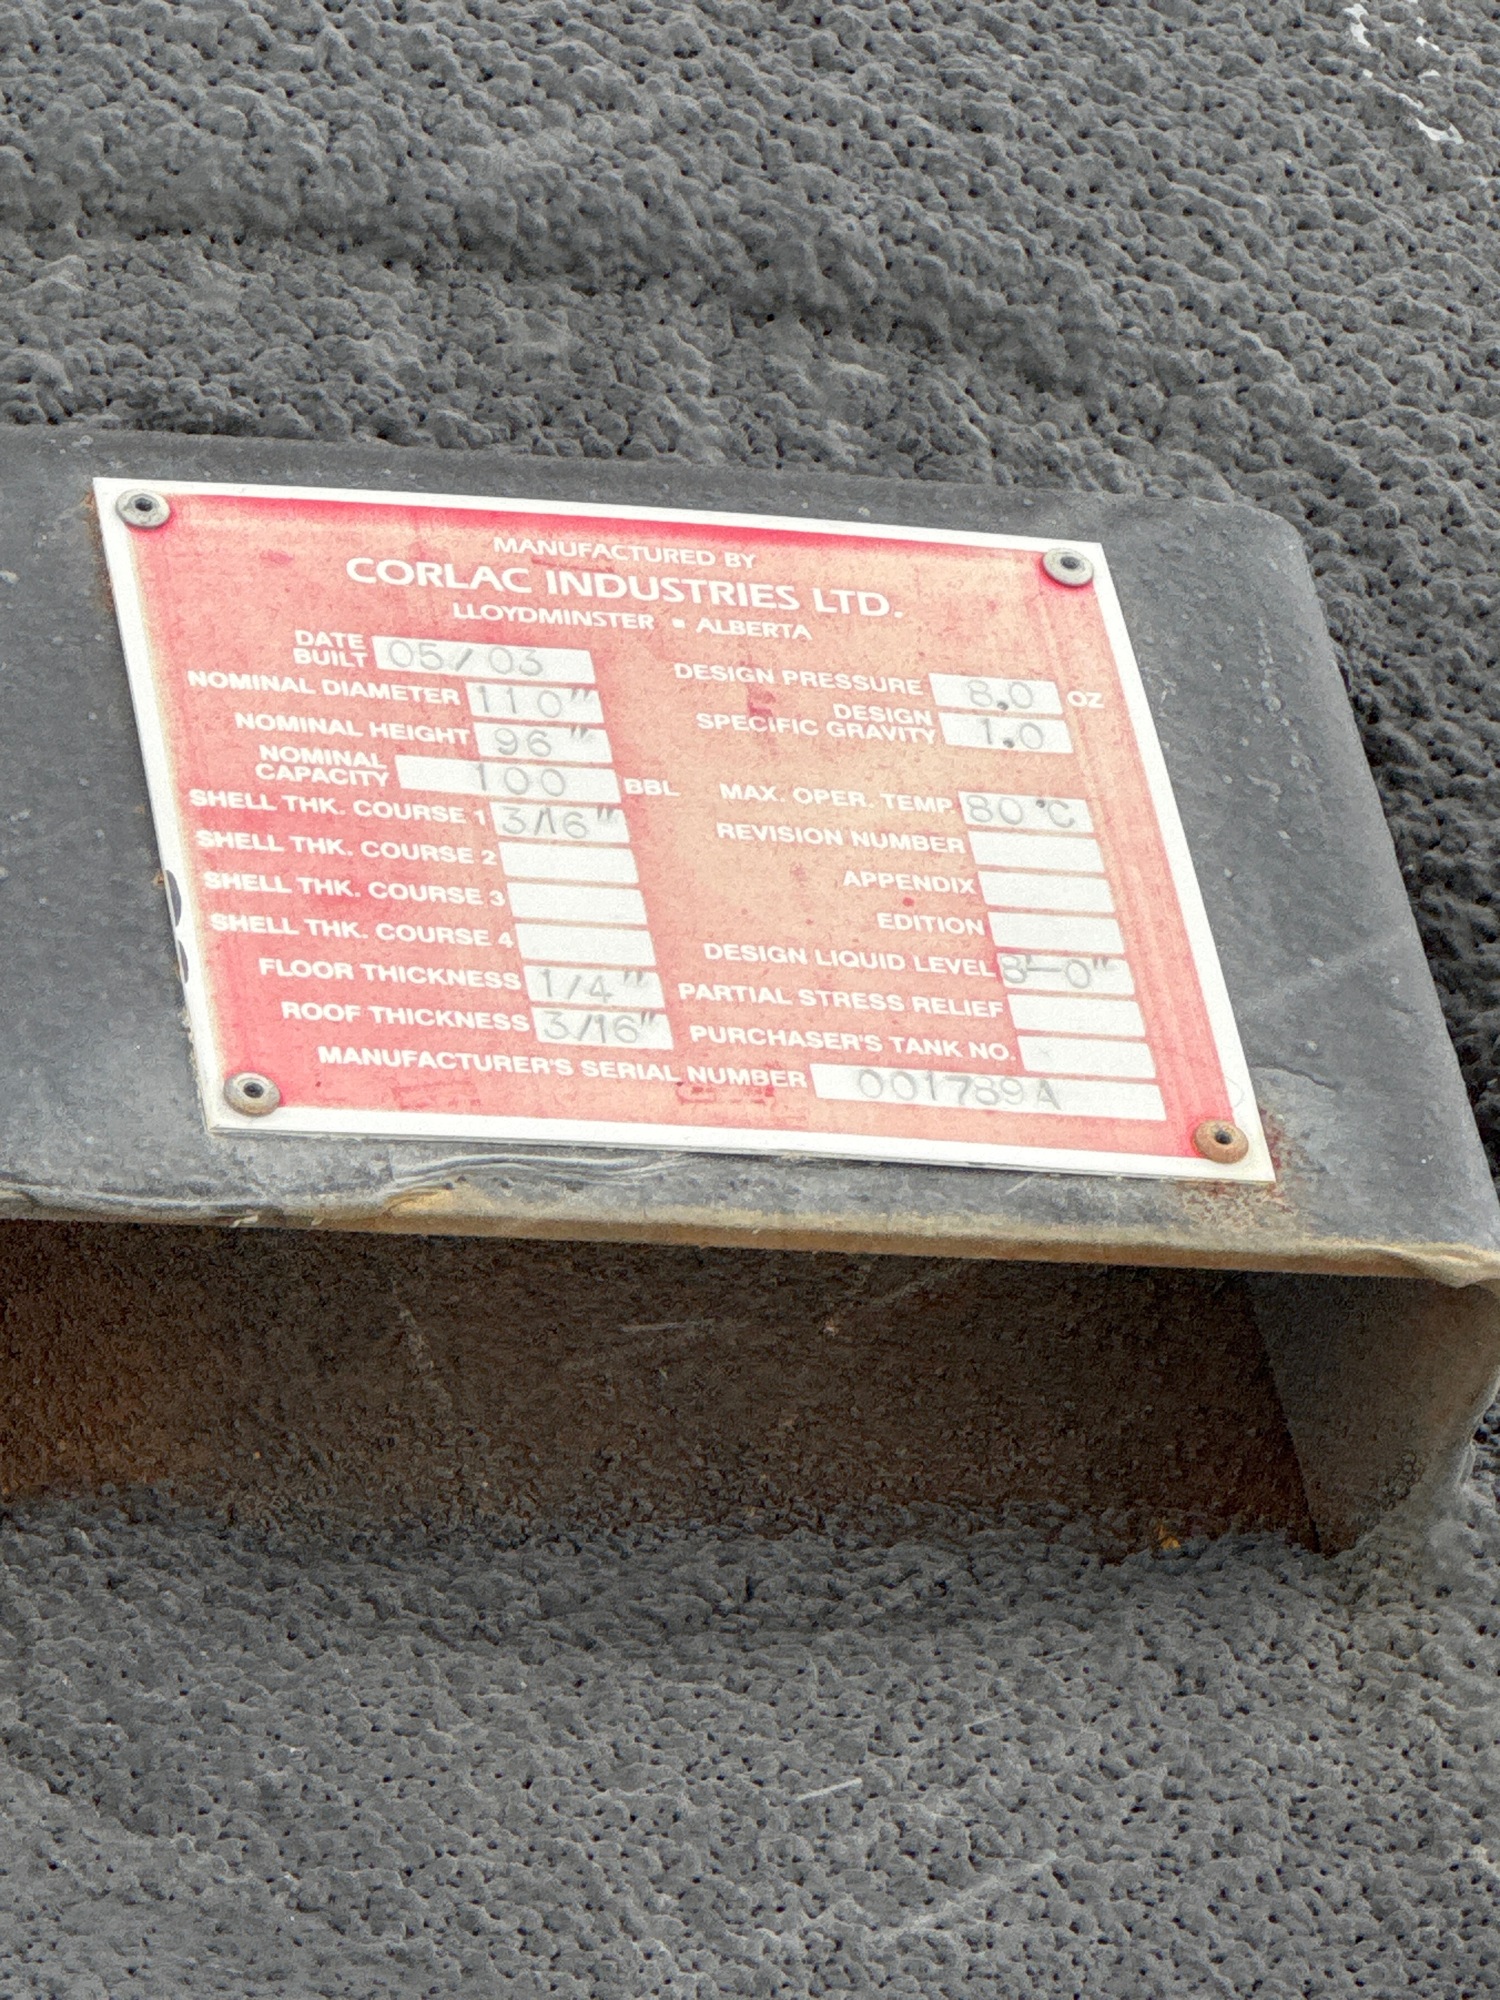 MANUFACTURED BY
CORLAC INDUSTRIES LTD.
LLOYDMINSTER ▪ ALBERTA
DATE BUILT 05/03
NOMINAL DIAMETER 110"
NOMINAL HEIGHT 96"
NOMINAL CAPACITY 100 BBL
SHELL THK. COURSE 1 3/16"
SHELL THK. COURSE 2
SHELL THK. COURSE 3
SHELL THK. COURSE 4
FLOOR THICKNESS 1/4"
ROOF THICKNESS 3/16"
DESIGN PRESSURE 8.0 OZ
DESIGN SPECIFIC GRAVITY 1.0
MAX. OPER. TEMP. 80°C
REVISION NUMBER
APPENDIX
EDITION
DESIGN LIQUID LEVEL 8'-0"
PARTIAL STRESS RELIEF
PURCHASER'S TANK NO.
MANUFACTURER'S SERIAL NUMBER 001789A